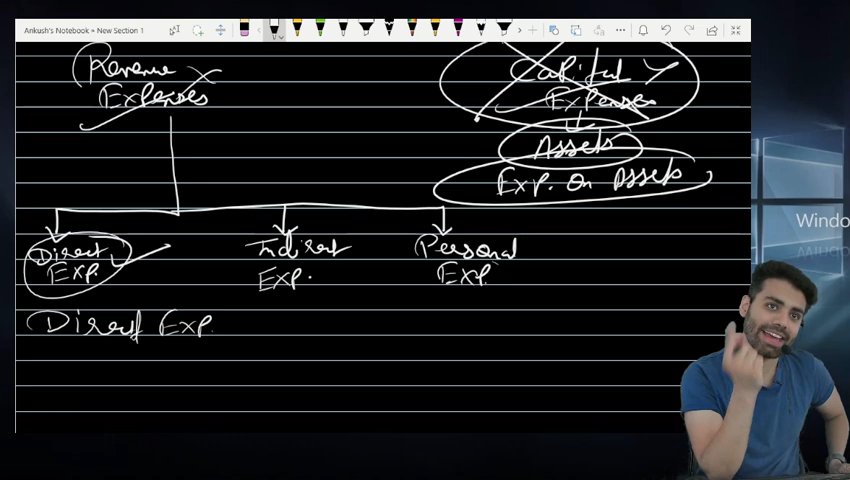 Ankush's Notebook » New Section 1
Revenue
Expenses
Capital
Expenses
Assets
Exp. On Assets
Direct
Exp.
Indirect
Exp.
Personal
Exp.
Direct Exp.
Windo